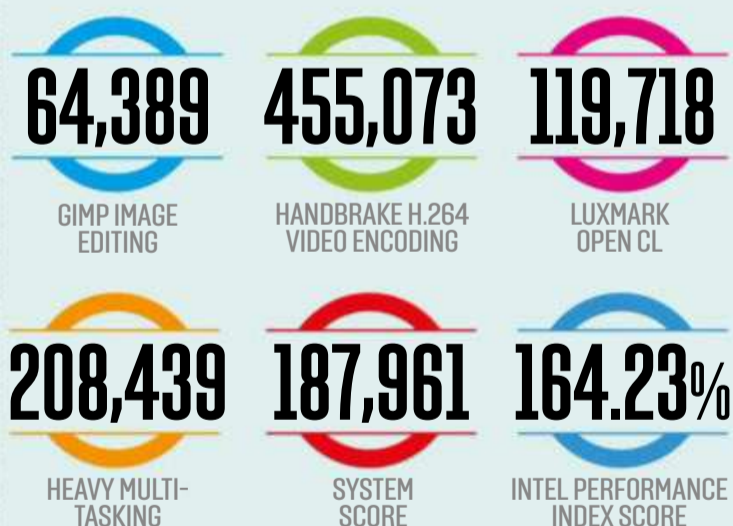 64,389
455,073
119,718
GIMP IMAGE
EDITING
HANDBRAKE H.264
VIDEO ENCODING
LUXMARK
OPEN CL
208,439
187,961
164.23%
HEAVY MULTI-
TASKING
SYSTEM
SCORE
INTEL PERFORMANCE
INDEX SCORE